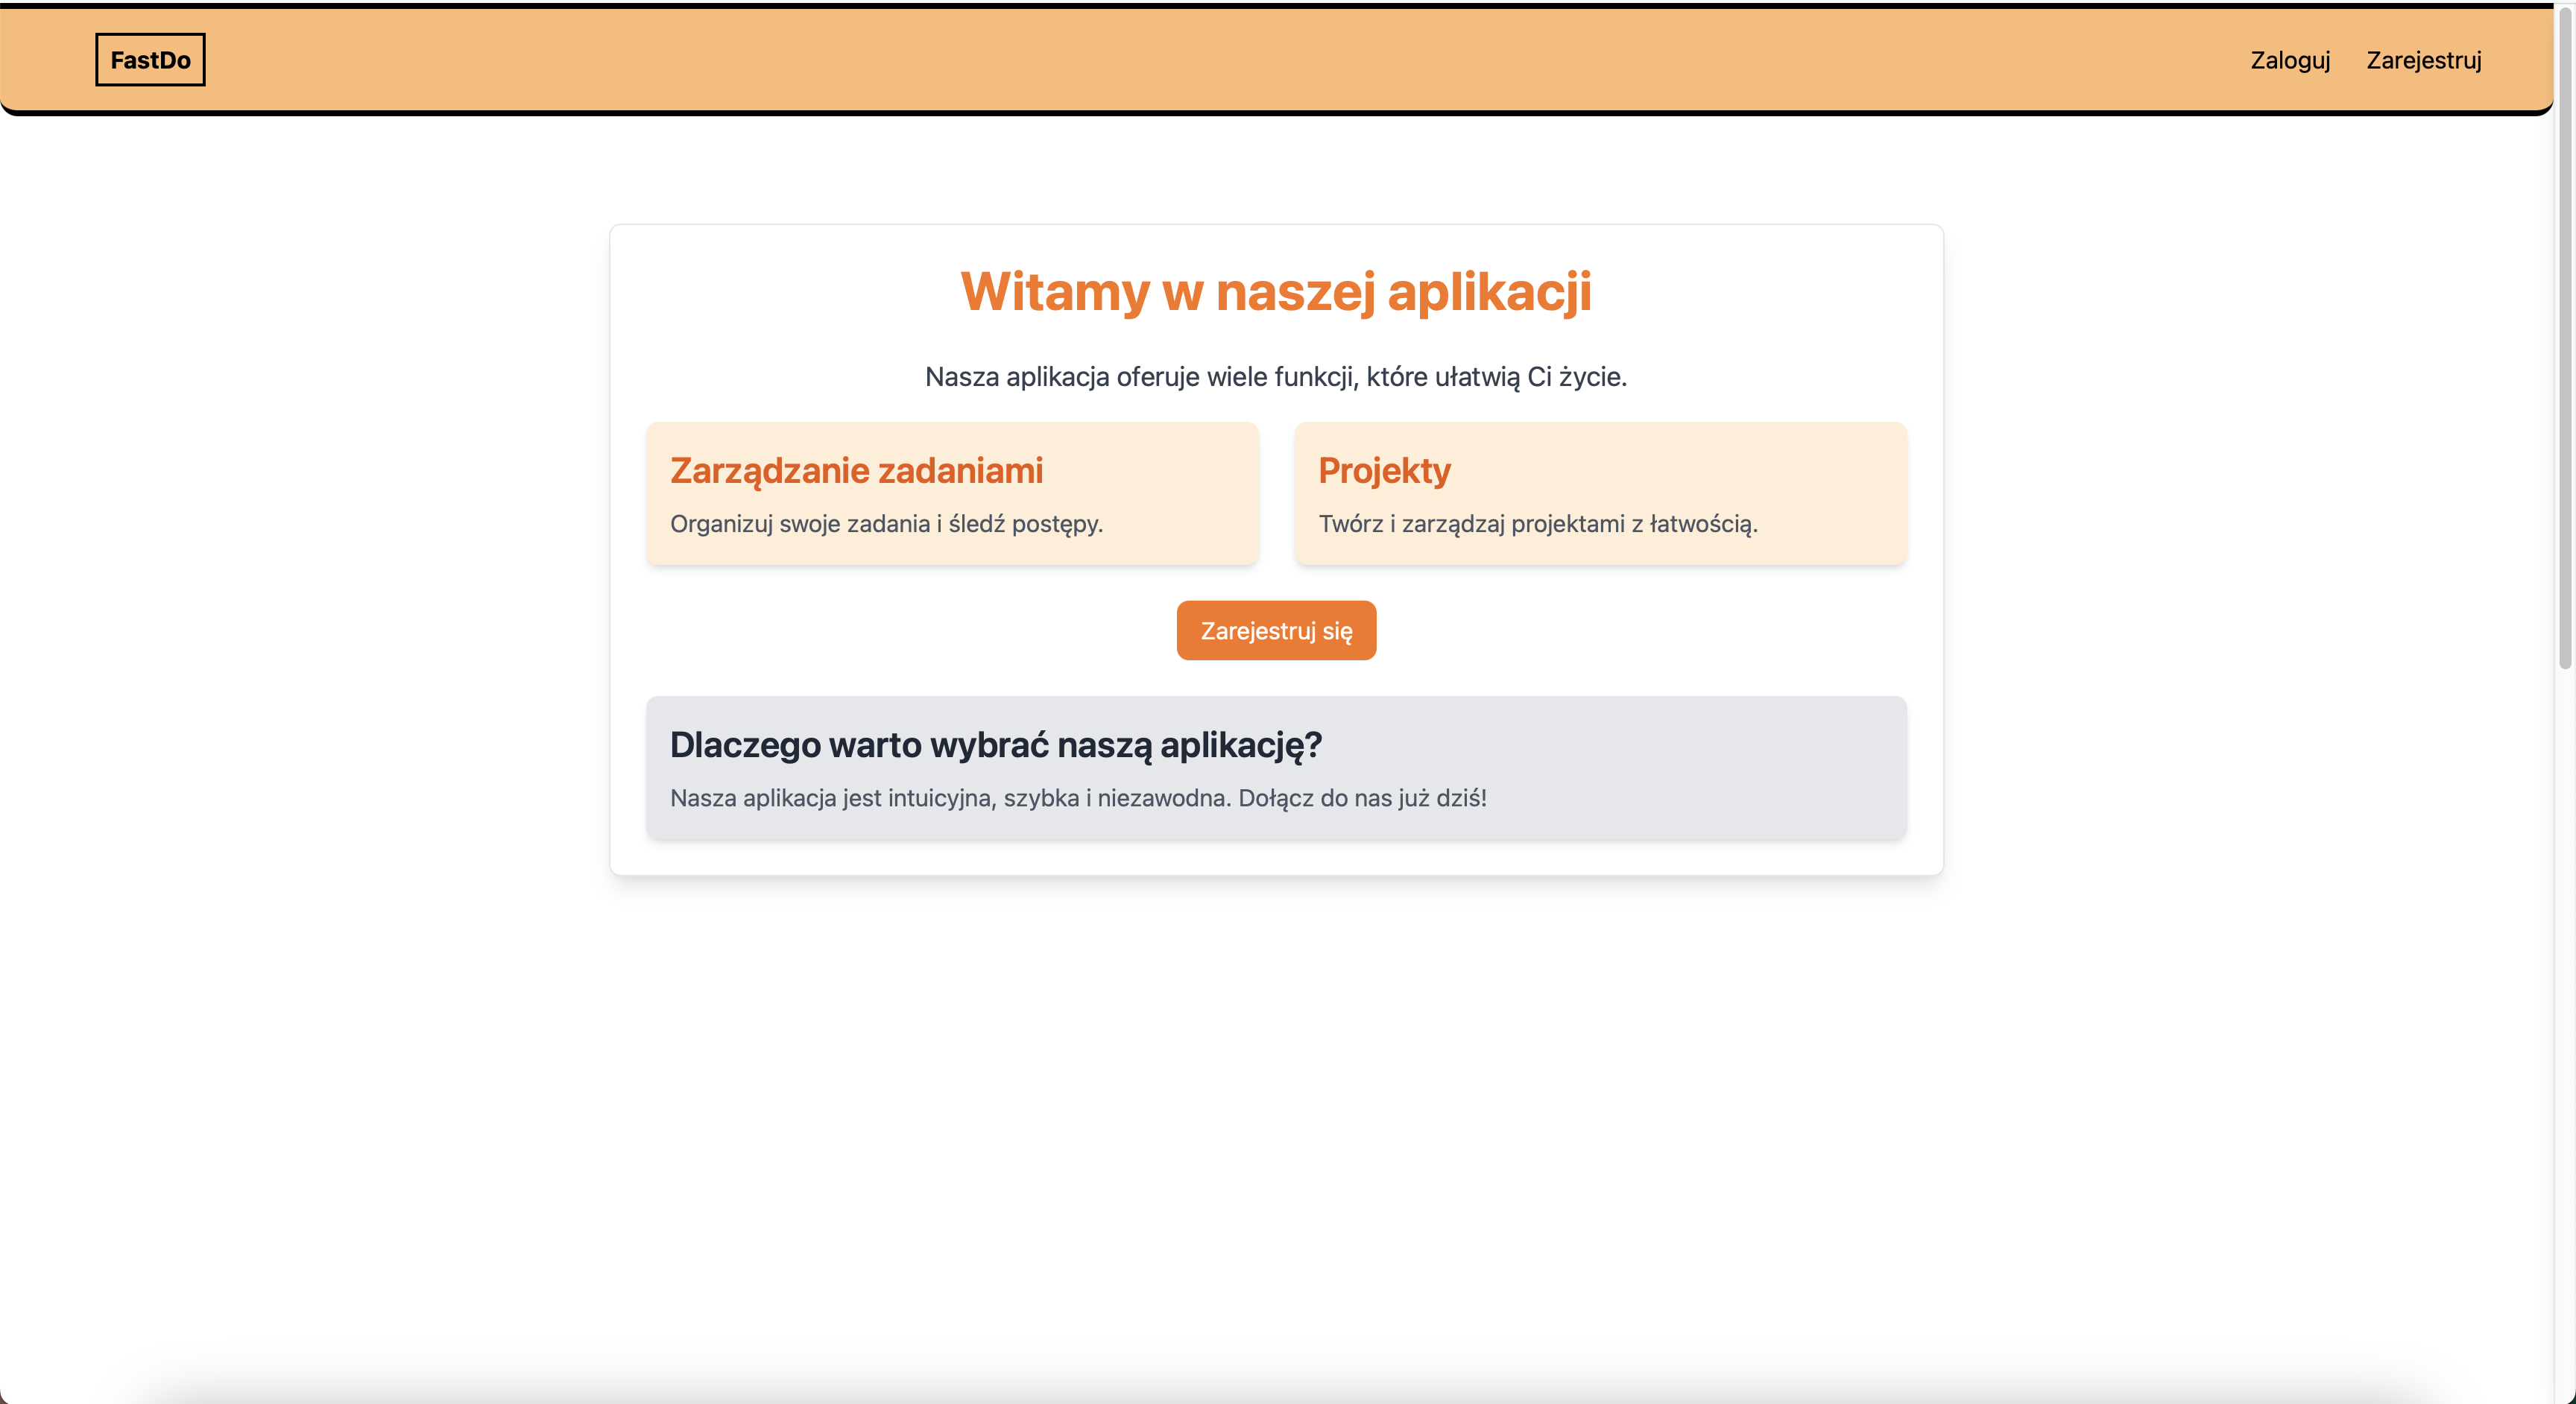 FastDo
Zaloguj
Zarejestruj
Witamy w naszej aplikacji
Nasza aplikacja oferuje wiele funkcji, które ułatwią Ci życie.
Zarządzanie zadaniami
Organizuj swoje zadania i śledź postępy.
Projekty
Twórz i zarządzaj projektami z łatwością.
Zarejestruj się
Dlaczego warto wybrać naszą aplikację?
Nasza aplikacja jest intuicyjna, szybka i niezawodna. Dołącz do nas już dziś!